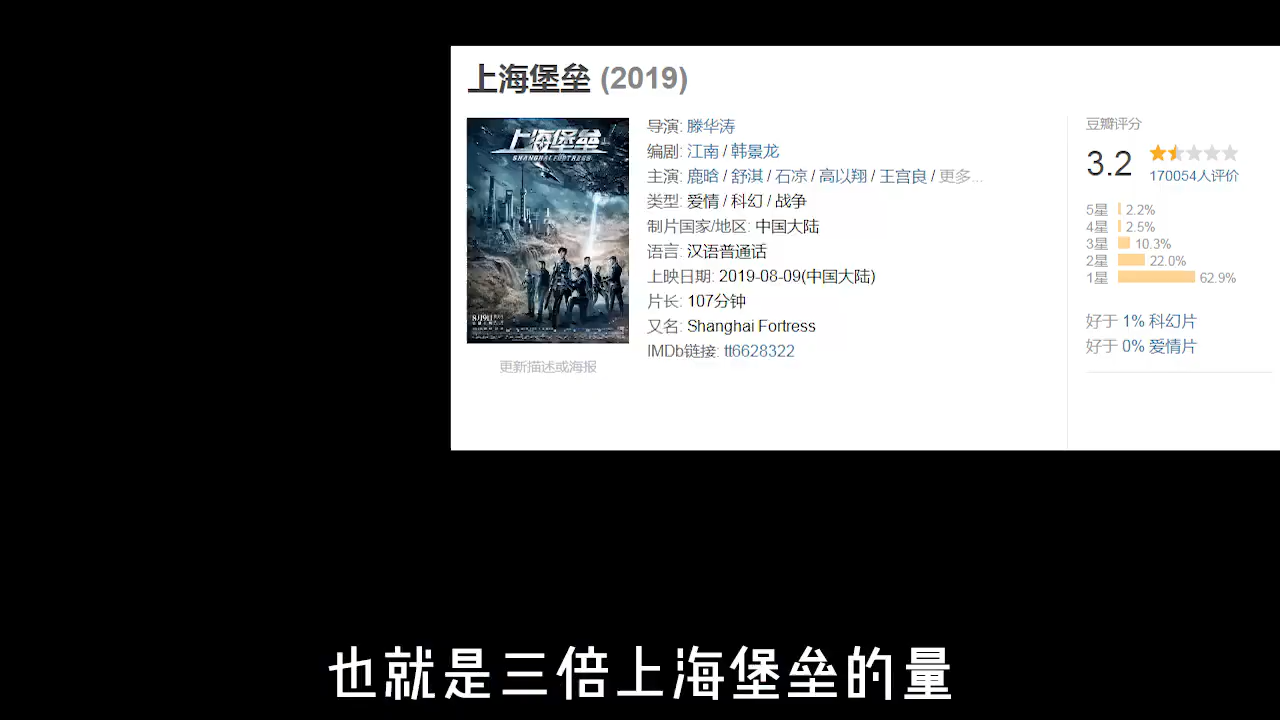 上海堡垒 (2019)
上海堡垒
SHANGHAI FORTRESS
8月9日
更新描述或海报
导演: 滕华涛
编剧: 江南 / 韩景龙
主演: 鹿晗 / 舒淇 / 石凉 / 高以翔 / 王宫良 / 更多...
类型: 爱情 / 科幻 / 战争
制片国家/地区: 中国大陆
语言: 汉语普通话
上映日期: 2019-08-09(中国大陆)
片长: 107分钟
又名: Shanghai Fortress
IMDb链接: tt6628322
豆瓣评分
3.2
170054人评价
5星 2.2%
4星 2.5%
3星 10.3%
2星 22.0%
1星 62.9%
好于 1% 科幻片
好于 0% 爱情片
也就是三倍上海堡垒的量